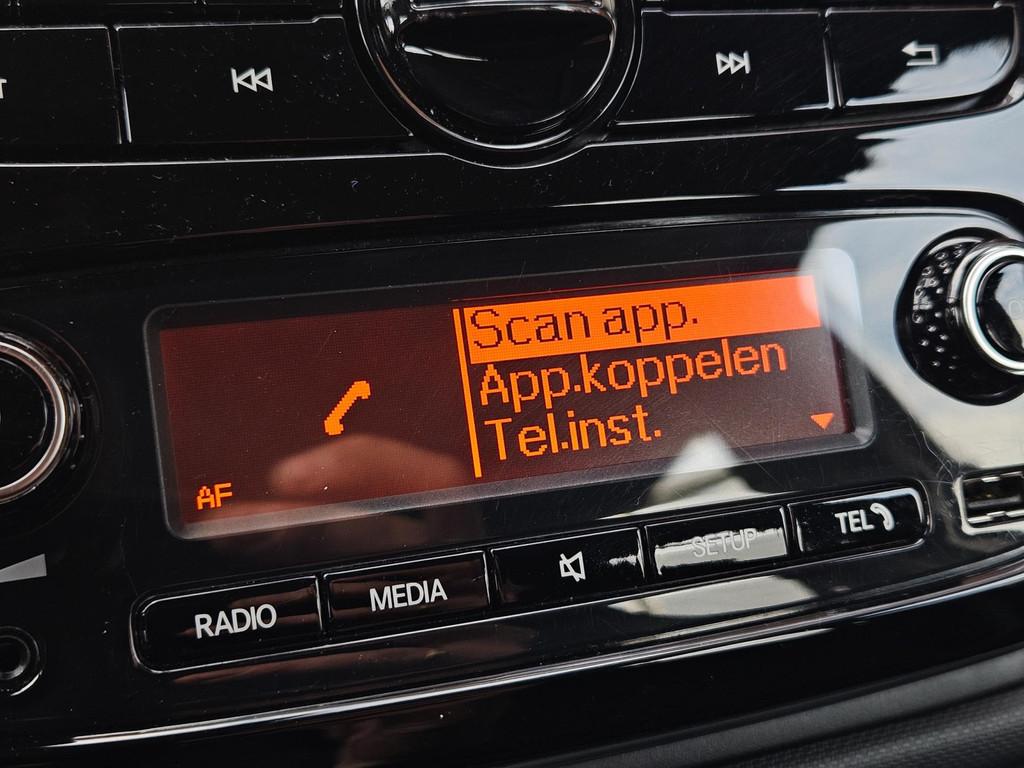 Scan app.
App.koppelen
Tel.inst.
AF
RADIO
MEDIA
SETUP
TEL